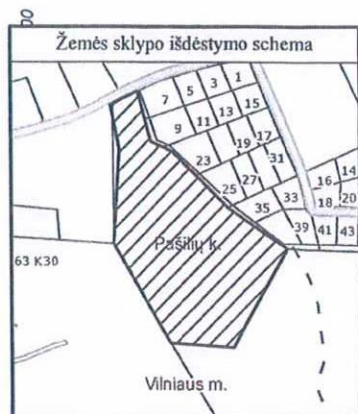 00
Žemės sklypo išdėstymo schema
7 5 3 1
9 11 13 15
23 19 17
25 27 31
35 33
16 14
18 20
39 41 43
Pašilių k.
63 K30
Vilniaus m.